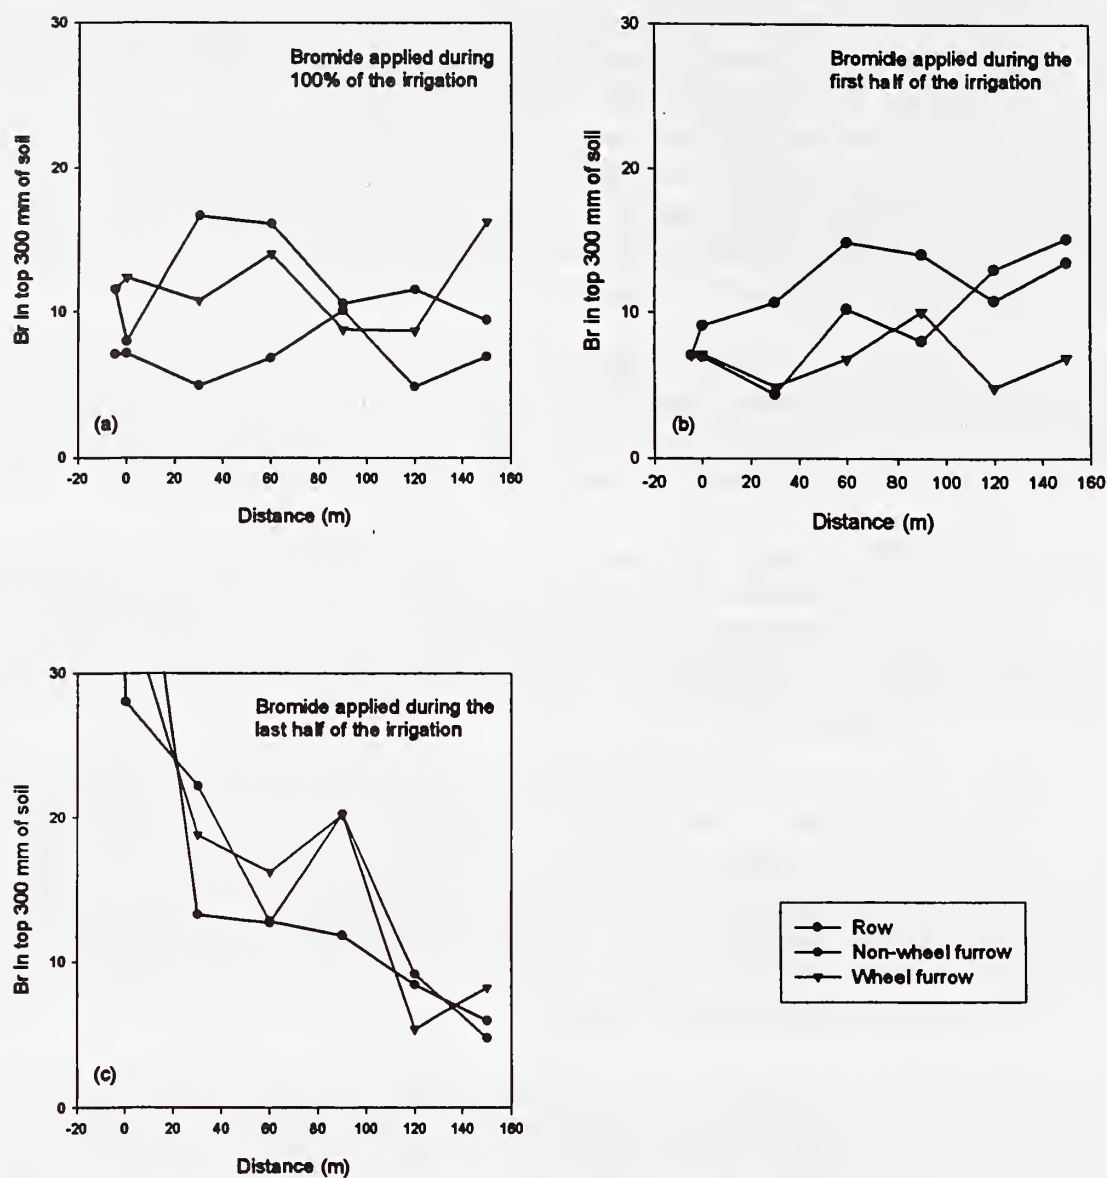 Bromide applied during
100% of the irrigation
Br in top 300 mm of soil
30
20
10
0
(a)
-20 0 20 40 60 80 100 120 140 160
Distance (m)
Bromide applied during the
first half of the irrigation
Br in top 300 mm of soil
30
20
10
0
(b)
-20 0 20 40 60 80 100 120 140 160
Distance (m)
Bromide applied during the
last half of the irrigation
Br in top 300 mm of soil
30
20
10
0
(c)
-20 0 20 40 60 80 100 120 140 160
Distance (m)
Row
Non-wheel furrow
Wheel furrow